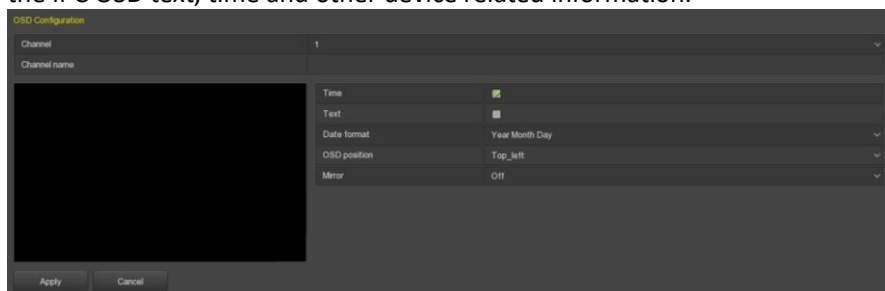 the IPC OSD text, time and other device related information.
OSD Configuration
Channel 1
Channel name
Time
Text
Date format Year Month Day
OSD position Top_left
Mirror Off
Apply Cancel